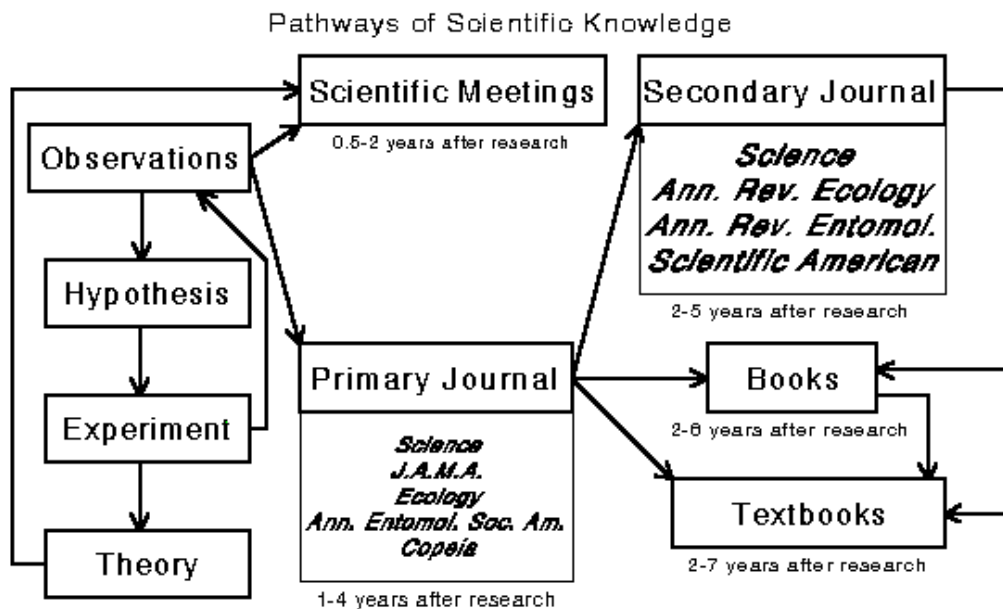 Pathways of Scientific Knowledge
Scientific Meetings
0.5-2 years after research
Secondary Journal
Science
Ann. Rev. Ecology
Ann. Rev. Entomol.
Scientific American
2-5 years after research
Observations
Hypothesis
Experiment
Theory
Primary Journal
Science
J.A.M.A.
Ecology
Ann. Entomol. Soc. Am.
Copeia
1-4 years after research
Books
2-6 years after research
Textbooks
2-7 years after research